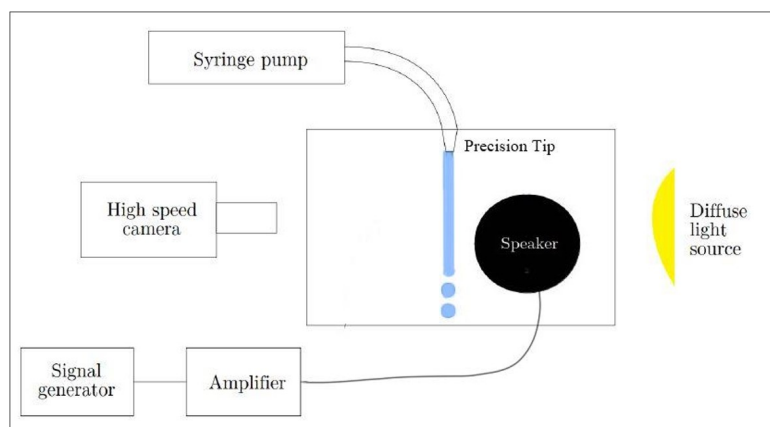 Syringe pump
Precision Tip
High speed
camera
Speaker
Diffuse
light
source
Signal
generator
Amplifier